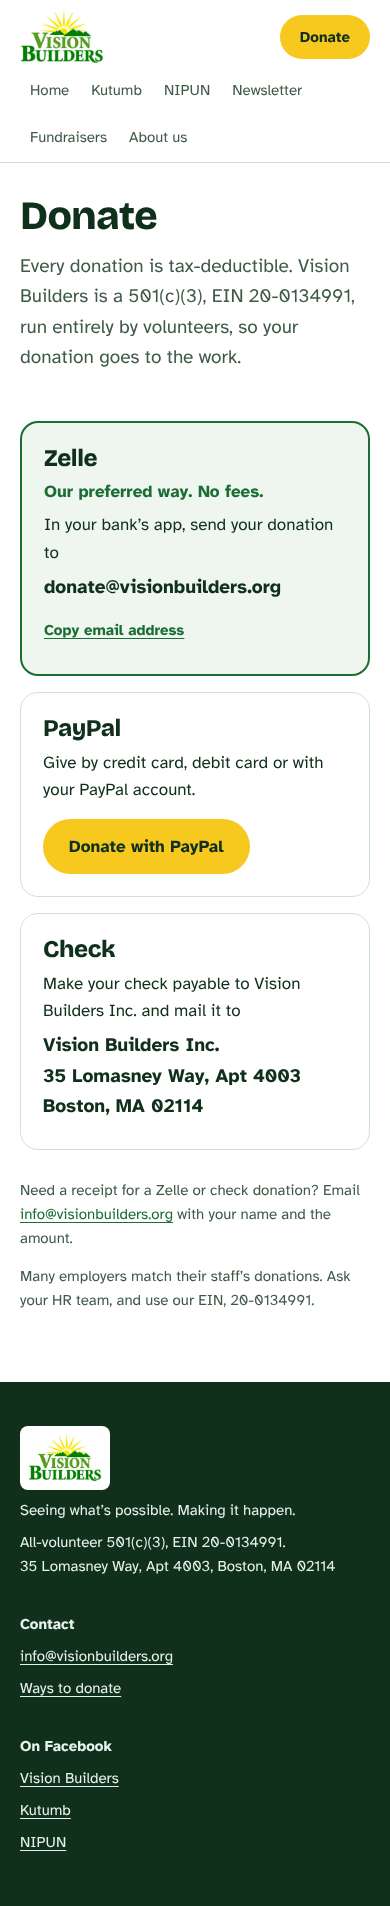 VISION
BUILDERS
Donate
Home Kutumb NIPUN Newsletter
Fundraisers About us
Donate
Every donation is tax-deductible. Vision
Builders is a 501(c)(3), EIN 20-0134991,
run entirely by volunteers, so your
donation goes to the work.
Zelle
Our preferred way. No fees.
In your bank’s app, send your donation
to
donate@visionbuilders.org
Copy email address
PayPal
Give by credit card, debit card or with
your PayPal account.
Donate with PayPal
Check
Make your check payable to Vision
Builders Inc. and mail it to
Vision Builders Inc.
35 Lomasney Way, Apt 4003
Boston, MA 02114
Need a receipt for a Zelle or check donation? Email
info@visionbuilders.org with your name and the
amount.
Many employers match their staff’s donations. Ask
your HR team, and use our EIN, 20-0134991.
VISION
BUILDERS
Seeing what’s possible. Making it happen.
All-volunteer 501(c)(3), EIN 20-0134991.
35 Lomasney Way, Apt 4003, Boston, MA 02114
Contact
info@visionbuilders.org
Ways to donate
On Facebook
Vision Builders
Kutumb
NIPUN